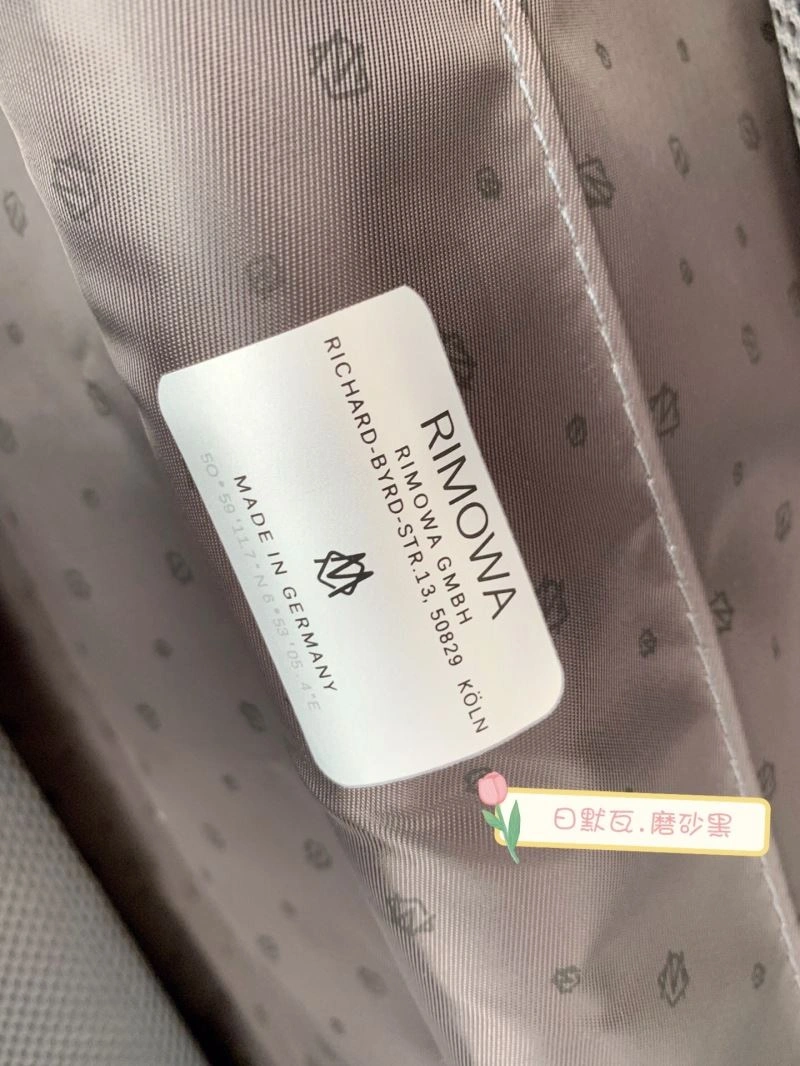 RIMOWA
RIMOWA GMBH
RICHARD-BYRD-STR.13, 50829 KÖLN
MADE IN GERMANY
50°59'11.7"N 6°53'05.4"E
日默瓦.磨砂黑